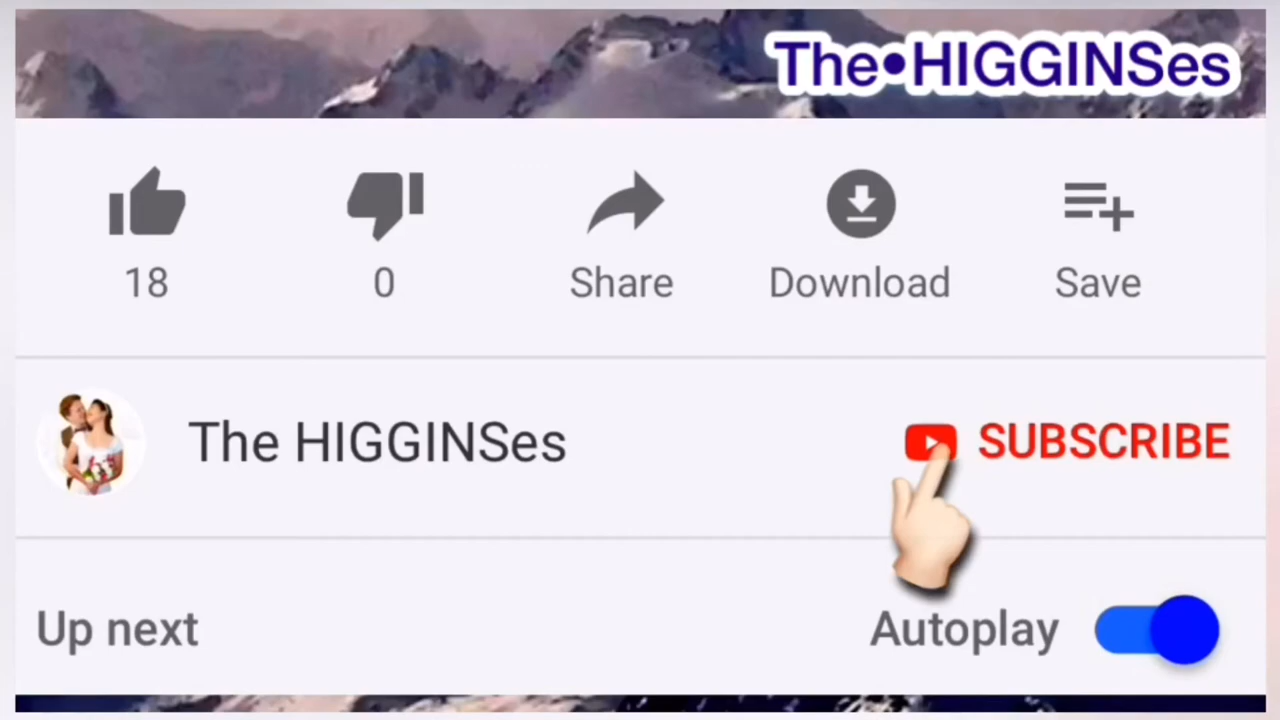 The•HIGGINSes
18 0 Share Download Save
The HIGGINSes SUBSCRIBE
Up next Autoplay